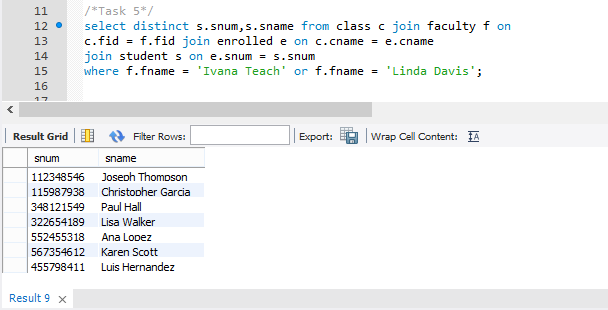 11 /*Task 5*/
12 select distinct s.snum,s.sname from class c join faculty f on
13 c.fid = f.fid join enrolled e on c.cname = e.cname
14 join student s on e.snum = s.snum
15 where f.fname = 'Ivana Teach' or f.fname = 'Linda Davis';
16
17
Result Grid Filter Rows: Export: Wrap Cell Content: IA
snum sname
112348546 Joseph Thompson
115987938 Christopher Garcia
348121549 Paul Hall
322654189 Lisa Walker
552455318 Ana Lopez
567354612 Karen Scott
455798411 Luis Hernandez
Result 9 ×